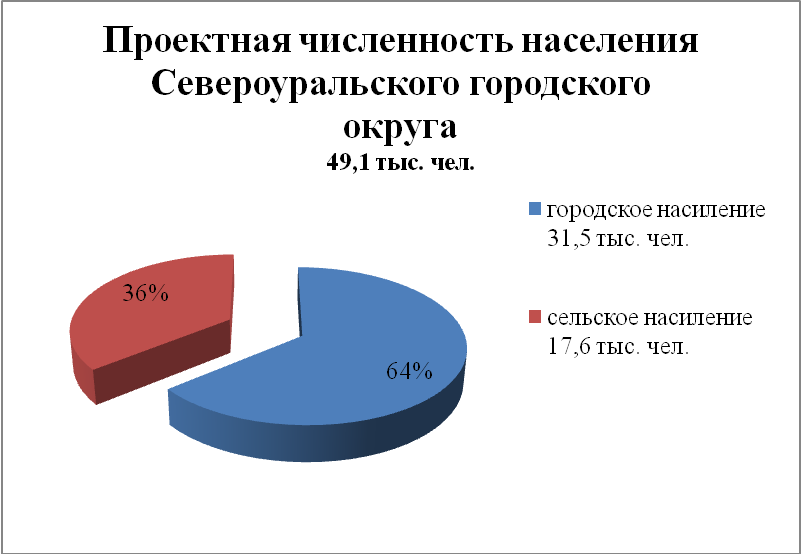 Проектная численность населения
Североуральского городского
округа
49,1 тыс. чел.
городское насиление
31,5 тыс. чел.
36%
сельское насиление
17,6 тыс. чел.
64%